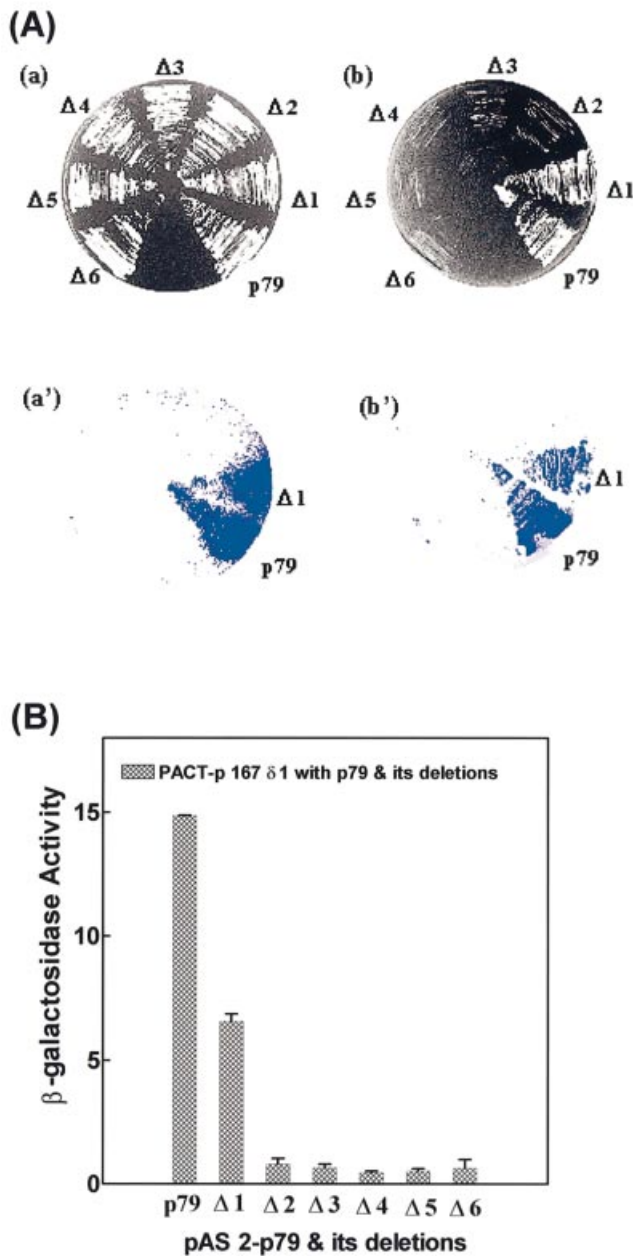 (A)
(a)
Δ3
Δ4
Δ2
Δ5
Δ1
Δ6
p79
(b)
Δ3
Δ4
Δ2
Δ5
Δ1
Δ6
p79
(a')
Δ1
p79
(b')
Δ1
p79
(B)
PACT-p 167 δ1 with p79 & its deletions
β-galactosidase Activity
15
10
5
0
p79 Δ1 Δ2 Δ3 Δ4 Δ5 Δ6
pAS 2-p79 & its deletions